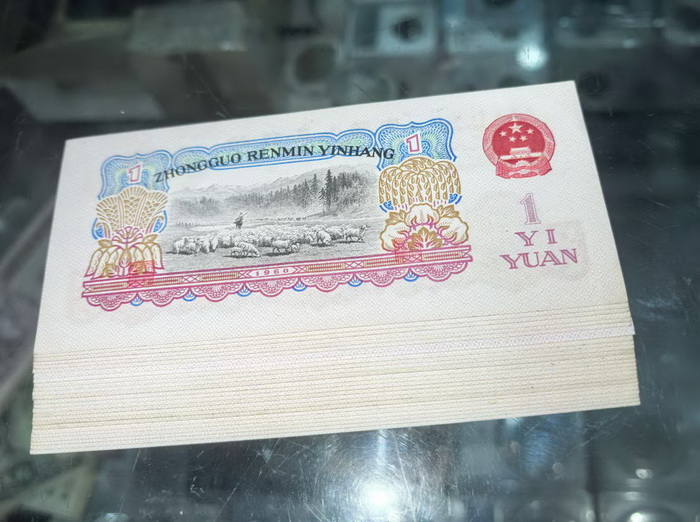 ZHONGGUO RENMIN YINHANG
1
1
1960
1
YI
YUAN